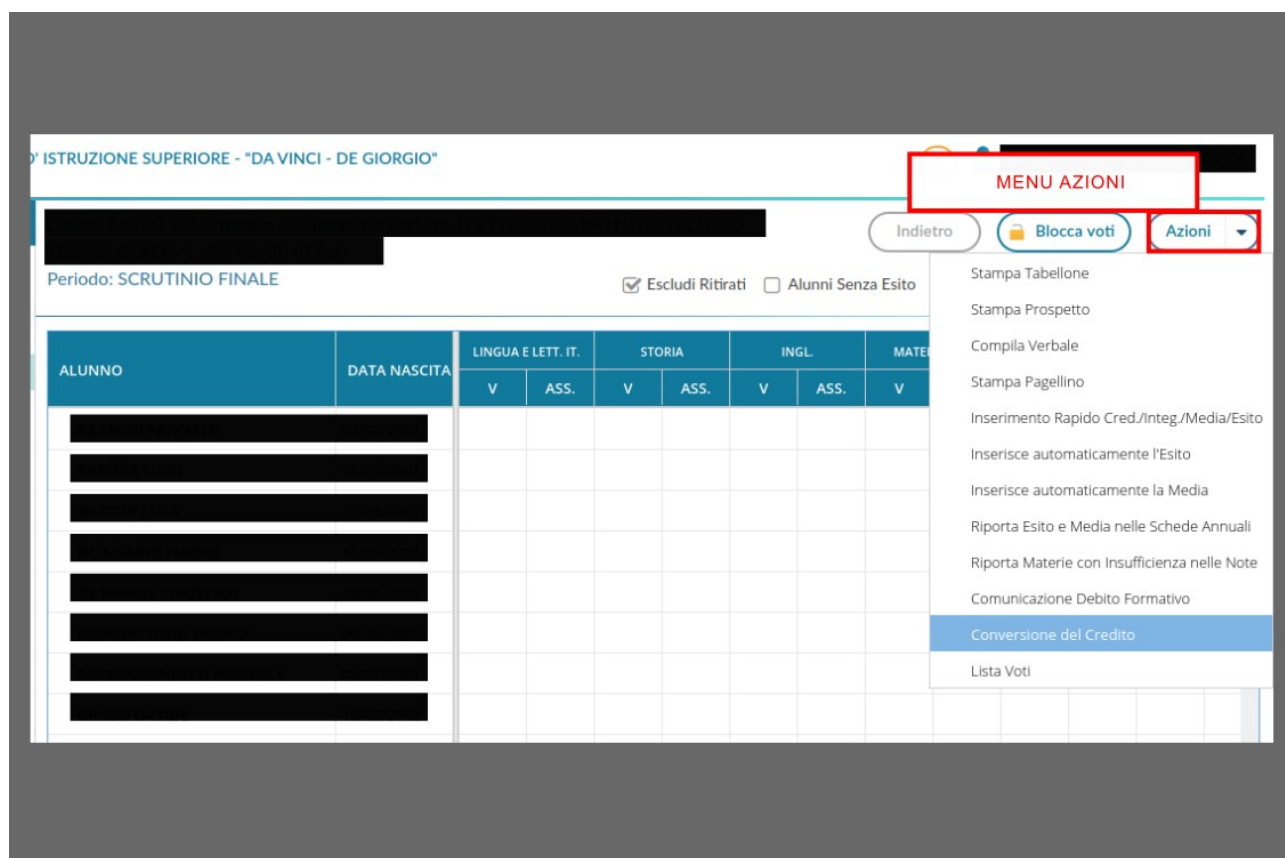 D' ISTRUZIONE SUPERIORE - "DA VINCI - DE GIORGIO"
MENU AZIONI
Indietro
Blocca voti
Azioni
Periodo: SCRUTINIO FINALE
Escludi Ritirati
Alunni Senza Esito
Stampa Tabellone
Stampa Prospetto
Compila Verbale
Stampa Pagellino
Inserimento Rapido Cred./Integ./Media/Esito
Inserisce automaticamente l'Esito
Inserisce automaticamente la Media
Riporta Esito e Media nelle Schede Annuali
Riporta Materie con Insufficienza nelle Note
Comunicazione Debito Formativo
Conversione del Credito
Lista Voti
ALUNNO
DATA NASCITA
LINGUA E LETT. IT.
STORIA
INGL.
MATE
V ASS. V ASS. V ASS. V